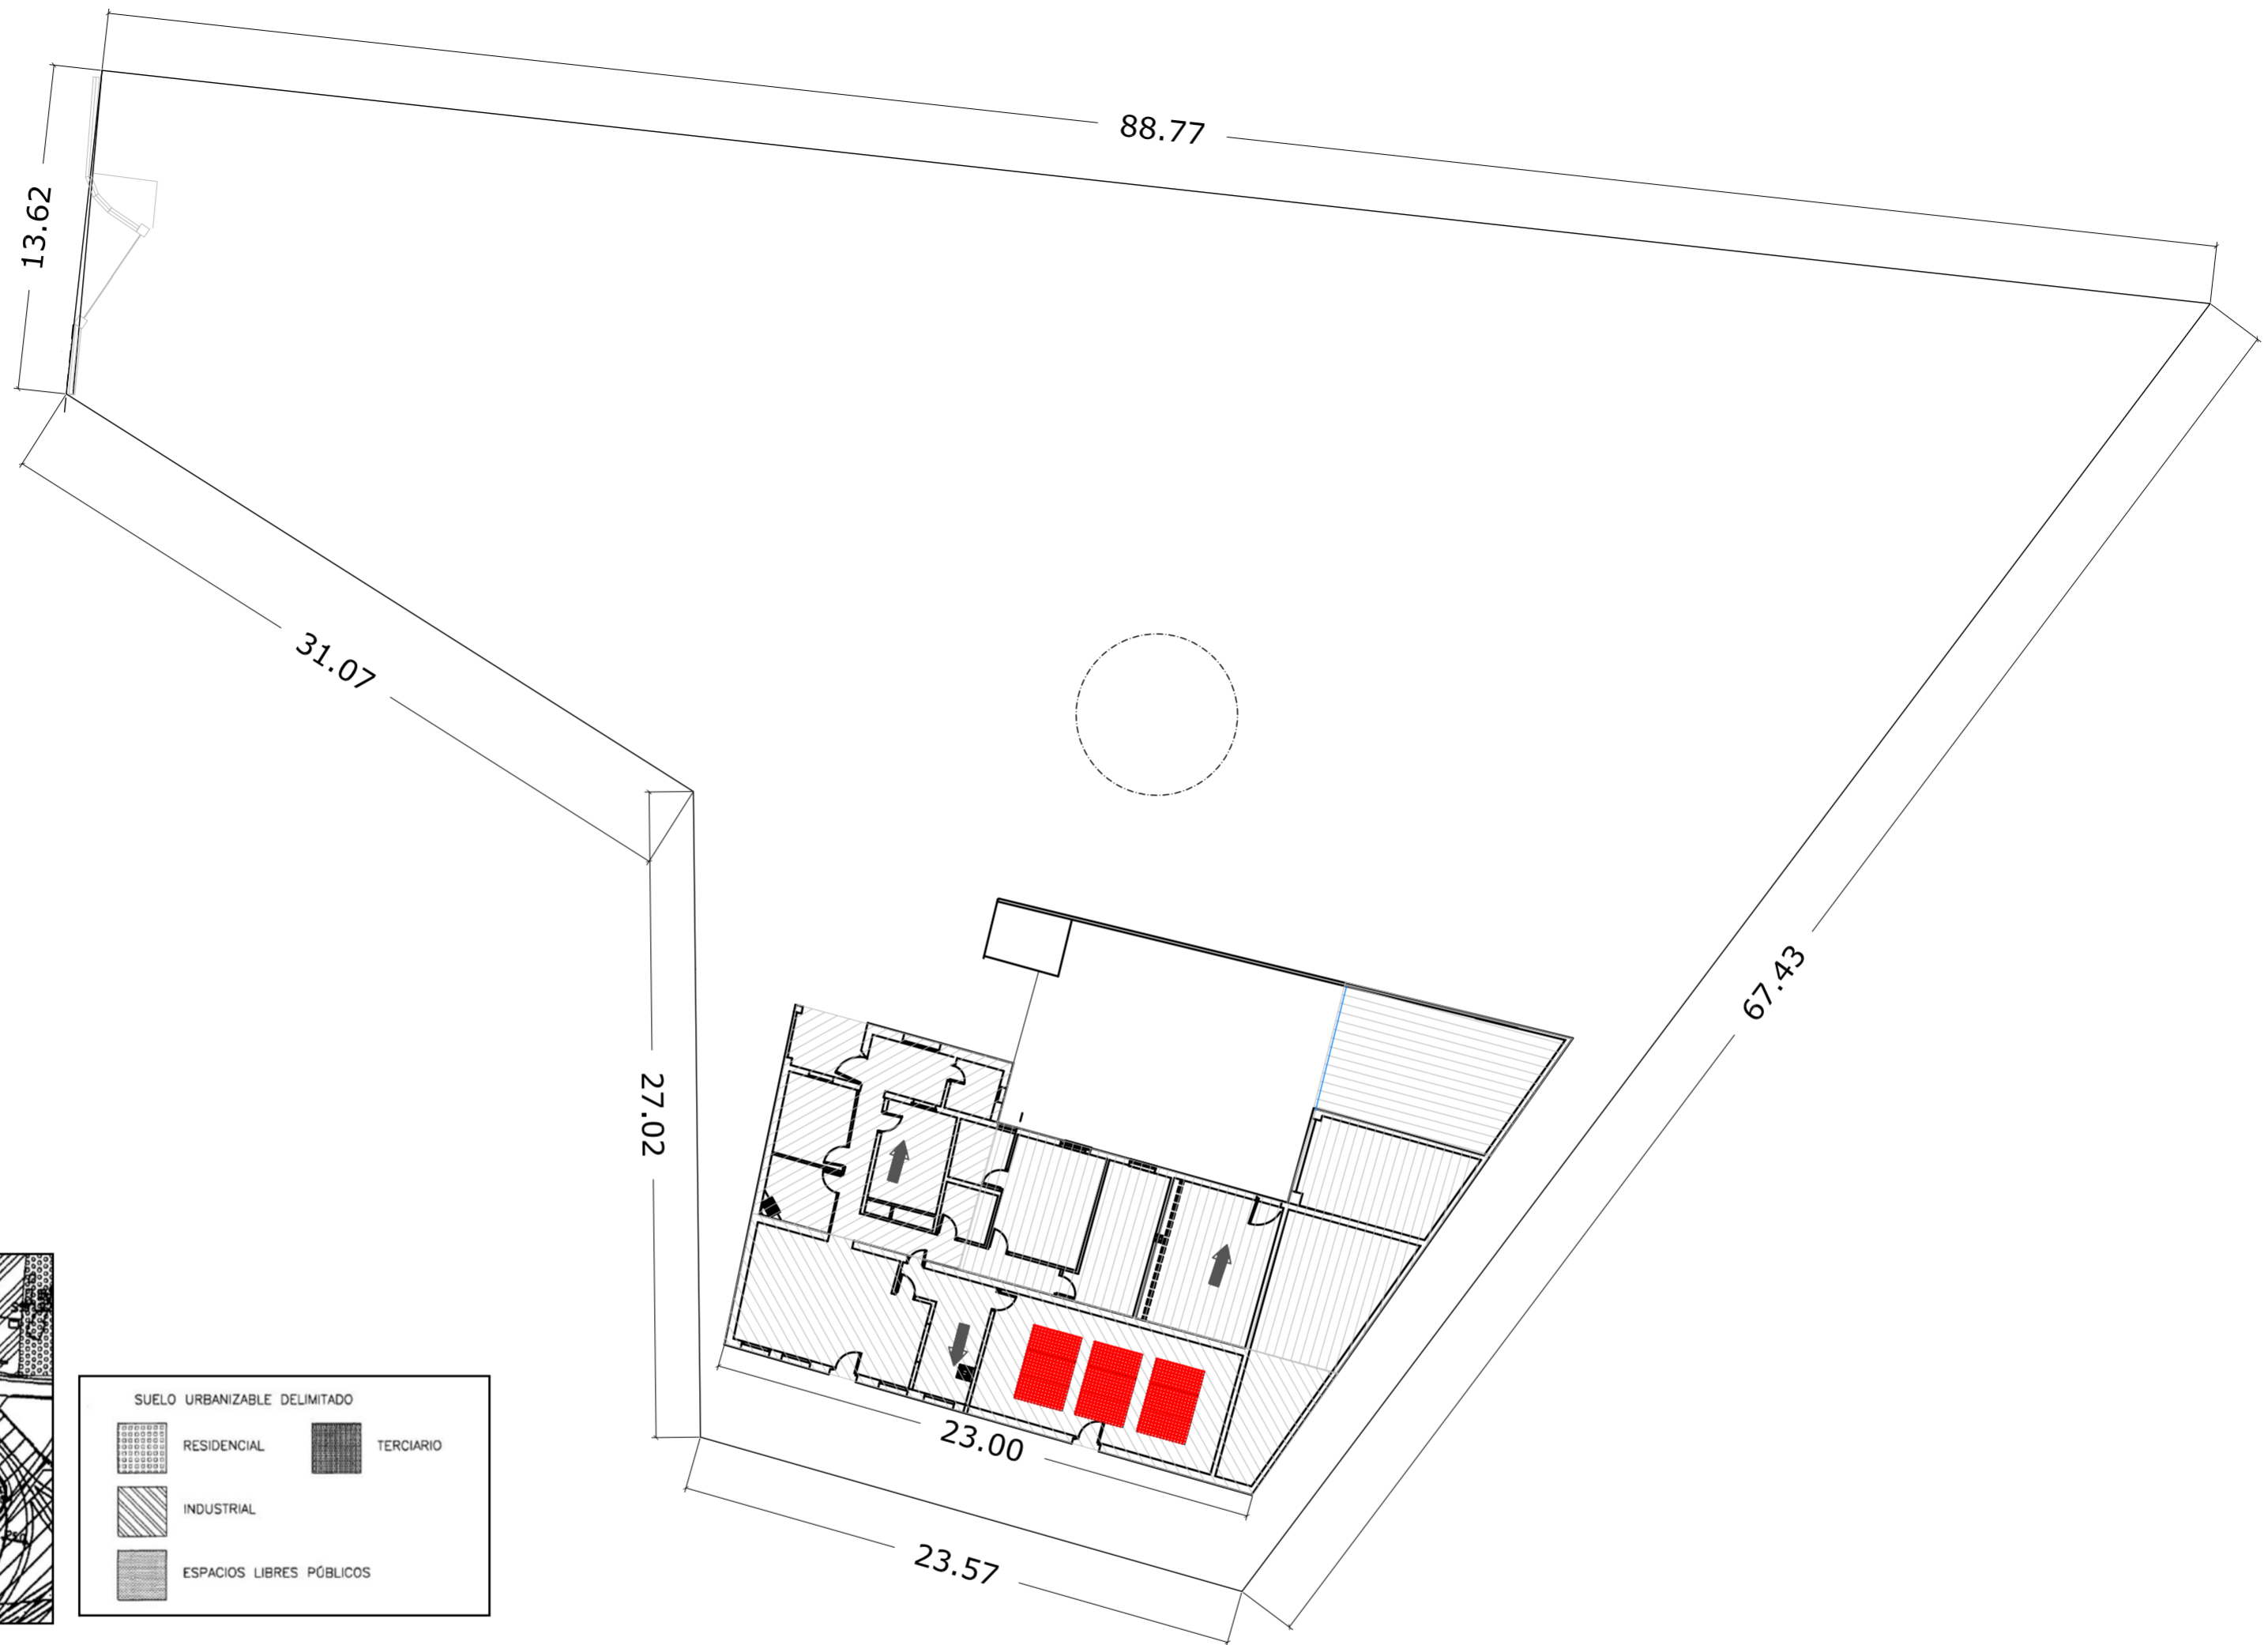 88.77
13.62
31.07
67.43
27.02
23.00
23.57
SUELO URBANIZABLE DELIMITADO
RESIDENCIAL
TERCIARIO
INDUSTRIAL
ESPACIOS LIBRES PÚBLICOS